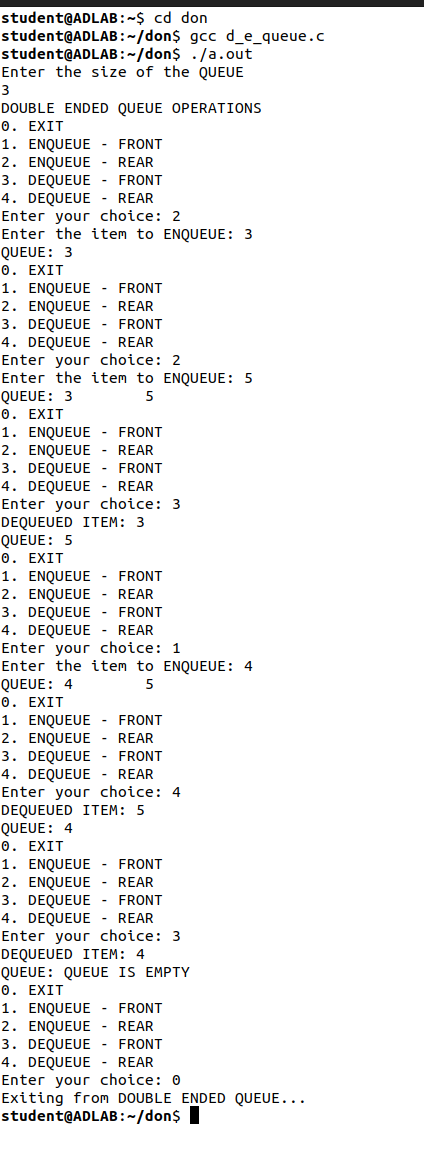 student@ADLAB:~$ cd don
student@ADLAB:~/don$ gcc d_e_queue.c
student@ADLAB:~/don$ ./a.out
Enter the size of the QUEUE
3
DOUBLE ENDED QUEUE OPERATIONS
0. EXIT
1. ENQUEUE - FRONT
2. ENQUEUE - REAR
3. DEQUEUE - FRONT
4. DEQUEUE - REAR
Enter your choice: 2
Enter the item to ENQUEUE: 3
QUEUE: 3
0. EXIT
1. ENQUEUE - FRONT
2. ENQUEUE - REAR
3. DEQUEUE - FRONT
4. DEQUEUE - REAR
Enter your choice: 2
Enter the item to ENQUEUE: 5
QUEUE: 3        5
0. EXIT
1. ENQUEUE - FRONT
2. ENQUEUE - REAR
3. DEQUEUE - FRONT
4. DEQUEUE - REAR
Enter your choice: 3
DEQUEUED ITEM: 3
QUEUE: 5
0. EXIT
1. ENQUEUE - FRONT
2. ENQUEUE - REAR
3. DEQUEUE - FRONT
4. DEQUEUE - REAR
Enter your choice: 1
Enter the item to ENQUEUE: 4
QUEUE: 4        5
0. EXIT
1. ENQUEUE - FRONT
2. ENQUEUE - REAR
3. DEQUEUE - FRONT
4. DEQUEUE - REAR
Enter your choice: 4
DEQUEUED ITEM: 5
QUEUE: 4
0. EXIT
1. ENQUEUE - FRONT
2. ENQUEUE - REAR
3. DEQUEUE - FRONT
4. DEQUEUE - REAR
Enter your choice: 3
DEQUEUED ITEM: 4
QUEUE: QUEUE IS EMPTY
0. EXIT
1. ENQUEUE - FRONT
2. ENQUEUE - REAR
3. DEQUEUE - FRONT
4. DEQUEUE - REAR
Enter your choice: 0
Exiting from DOUBLE ENDED QUEUE...
student@ADLAB:~/don$